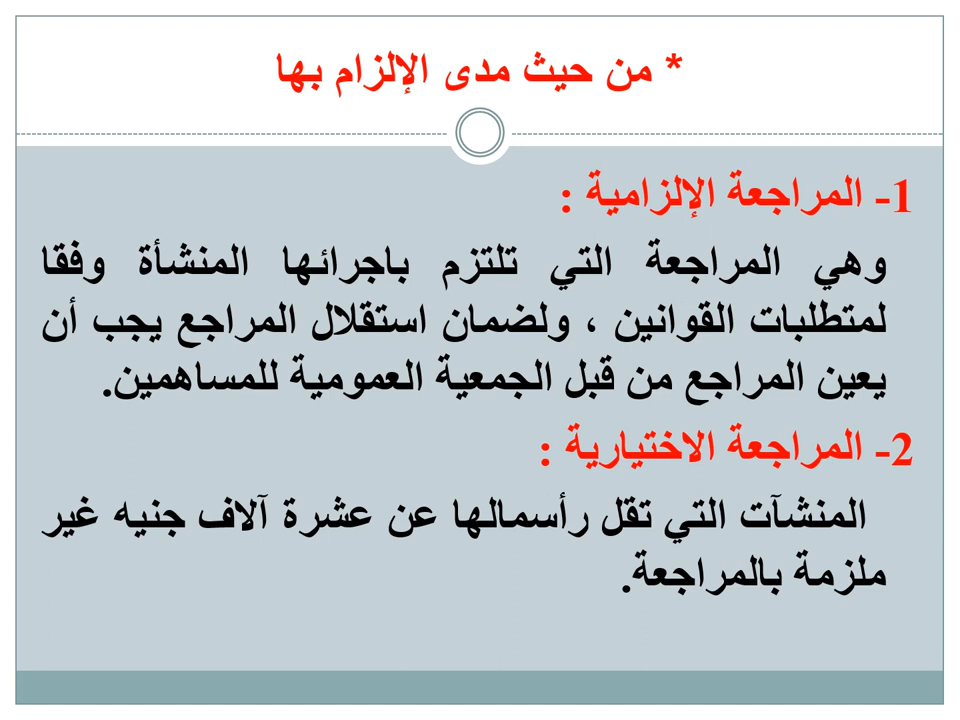 * من حيث مدى الإلزام بها
1- المراجعة الإلزامية :
وهي المراجعة التي تلتزم باجرائها المنشأة وفقا
لمتطلبات القوانين ، ولضمان استقلال المراجع يجب أن
يعين المراجع من قبل الجمعية العمومية للمساهمين.
2- المراجعة الاختيارية :
المنشآت التي تقل رأسمالها عن عشرة آلاف جنيه غير
ملزمة بالمراجعة.